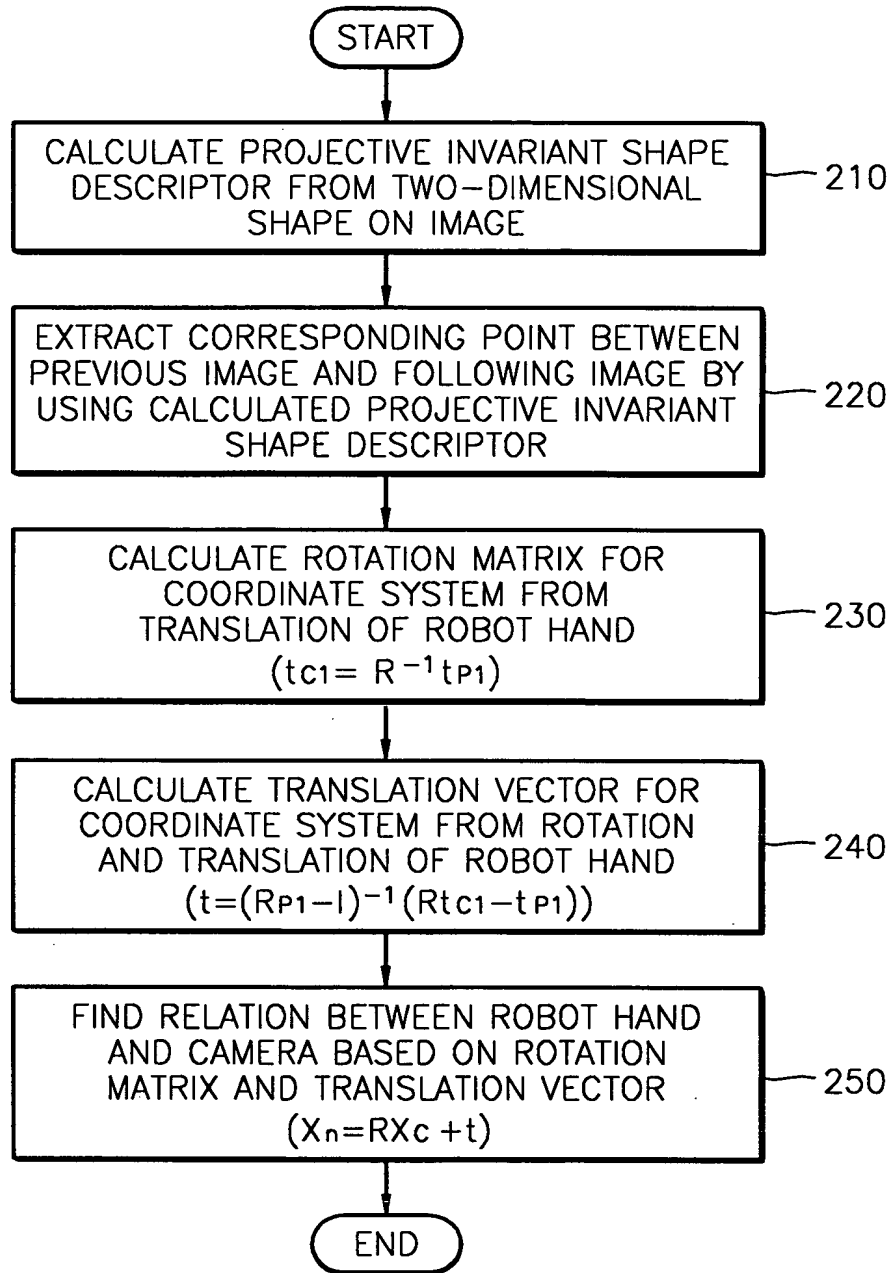 START
CALCULATE PROJECTIVE INVARIANT SHAPE
DESCRIPTOR FROM TWO-DIMENSIONAL
SHAPE ON IMAGE
210
EXTRACT CORRESPONDING POINT BETWEEN
PREVIOUS IMAGE AND FOLLOWING IMAGE BY
USING CALCULATED PROJECTIVE INVARIANT
SHAPE DESCRIPTOR
220
CALCULATE ROTATION MATRIX FOR
COORDINATE SYSTEM FROM
TRANSLATION OF ROBOT HAND
(tC1= R⁻¹tP1)
230
CALCULATE TRANSLATION VECTOR FOR
COORDINATE SYSTEM FROM ROTATION
AND TRANSLATION OF ROBOT HAND
(t=(RP1-I)⁻¹(RtC1-tP1))
240
FIND RELATION BETWEEN ROBOT HAND
AND CAMERA BASED ON ROTATION
MATRIX AND TRANSLATION VECTOR
(Xn=RXc+t)
250
END